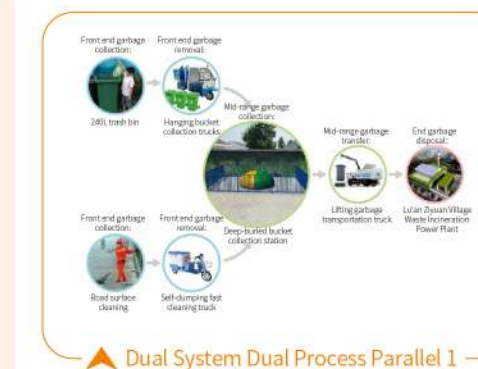 Front end garbage
collection:
240L trash bin
Front end garbage
removal:
Hanging bucket
collection trucks
Mid-range garbage
collection:
Deep-buried bucket
collection station
Mid-range garbage
transfer:
Lifting garbage
transportation truck
End garbage
disposal:
Lu'an Ziyuan Village
Waste Incineration
Power Plant
Front end garbage
collection:
Road surface
cleaning
Front end garbage
removal:
Self-dumping fast
cleaning truck
Dual System Dual Process Parallel 1